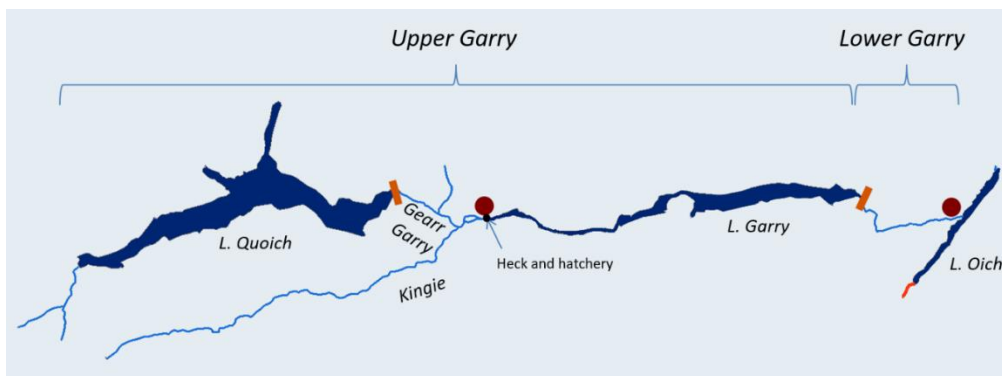 Upper Garry
Lower Garry
L. Quoich
Gearr
Garry
Kingie
Heck and hatchery
L. Garry
L. Oich